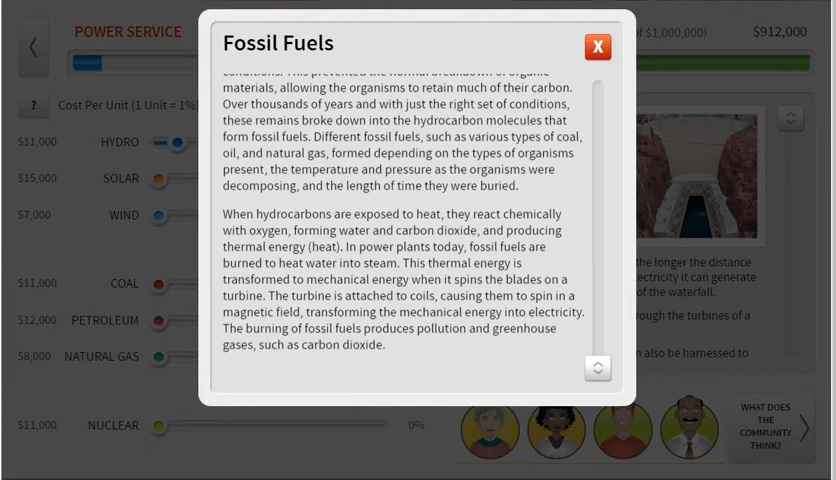 POWER SERVICE
of $1,000,000)
$912,000
?
Cost Per Unit (1 Unit = 1%)
$11,000 HYDRO
$15,000 SOLAR
$7,000 WIND
$11,000 COAL
$12,000 PETROLEUM
$8,000 NATURAL GAS
$11,000 NUCLEAR 0%
Fossil Fuels
X
conditions. This prevented the normal breakdown of organic
materials, allowing the organisms to retain much of their carbon.
Over thousands of years and with just the right set of conditions,
these remains broke down into the hydrocarbon molecules that
form fossil fuels. Different fossil fuels, such as various types of coal,
oil, and natural gas, formed depending on the types of organisms
present, the temperature and pressure as the organisms were
decomposing, and the length of time they were buried.
When hydrocarbons are exposed to heat, they react chemically
with oxygen, forming water and carbon dioxide, and producing
thermal energy (heat). In power plants today, fossil fuels are
burned to heat water into steam. This thermal energy is
transformed to mechanical energy when it spins the blades on a
turbine. The turbine is attached to coils, causing them to spin in a
magnetic field, transforming the mechanical energy into electricity.
The burning of fossil fuels produces pollution and greenhouse
gases, such as carbon dioxide.
the longer the distance
ectricity it can generate
of the waterfall.
rough the turbines of a
n also be harnessed to
WHAT DOES
THE
COMMUNITY
THINK?